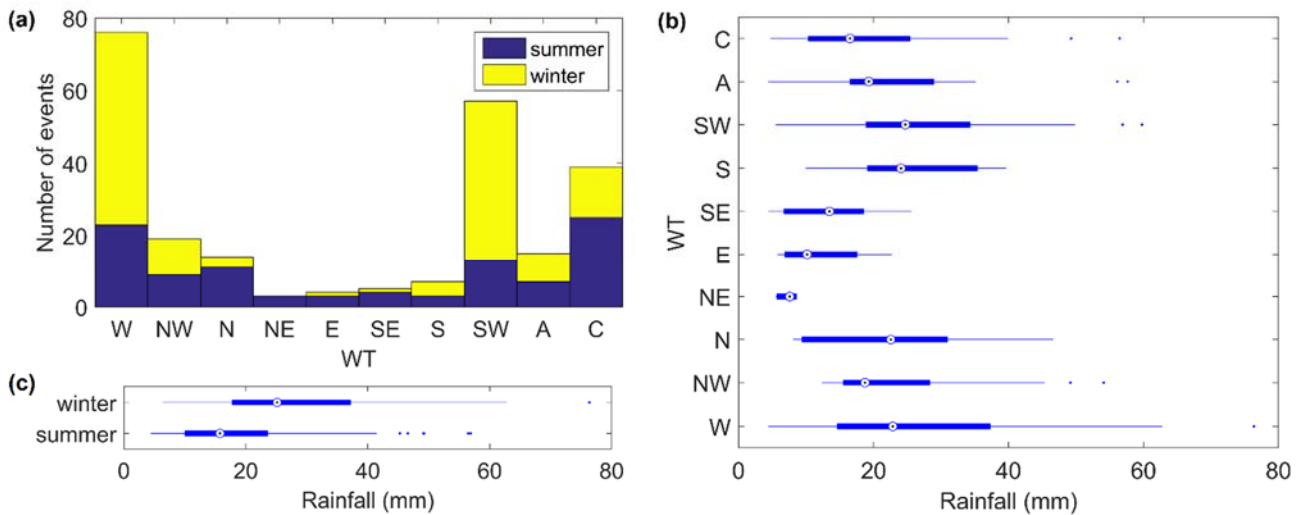 (a)
80
60
40
20
0
Number of events
summer
winter
W NW N NE E SE S SW A C
WT
(b)
C
A
SW
S
SE
E
NE
N
NW
W
WT
0 20 40 60 80
Rainfall (mm)
(c)
winter
summer
0 20 40 60 80
Rainfall (mm)